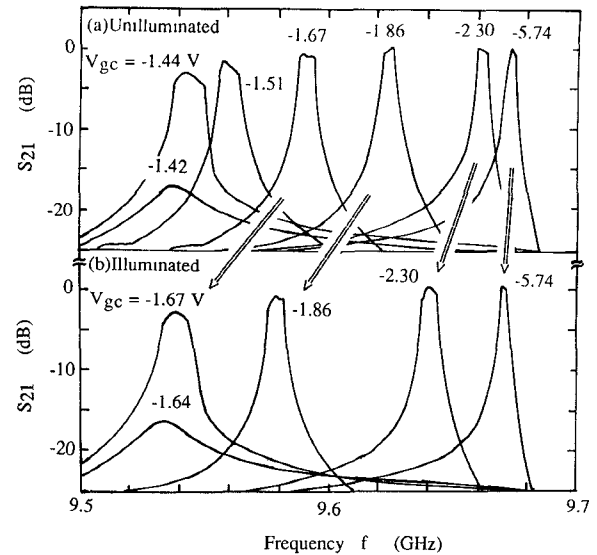 (a)Unilluminated
-1.67 -1 86 -2 30 -5.74
0
Vgc = -1.44 V
-1.51
-10
S21 (dB)
-1.42
-20
(b)Illuminated
-2.30 -5.74
0
Vgc= -1.67 V
-1.86
-10
S21 (dB)
-1.64
-20
9.5 9.6 9.7
Frequency f (GHz)